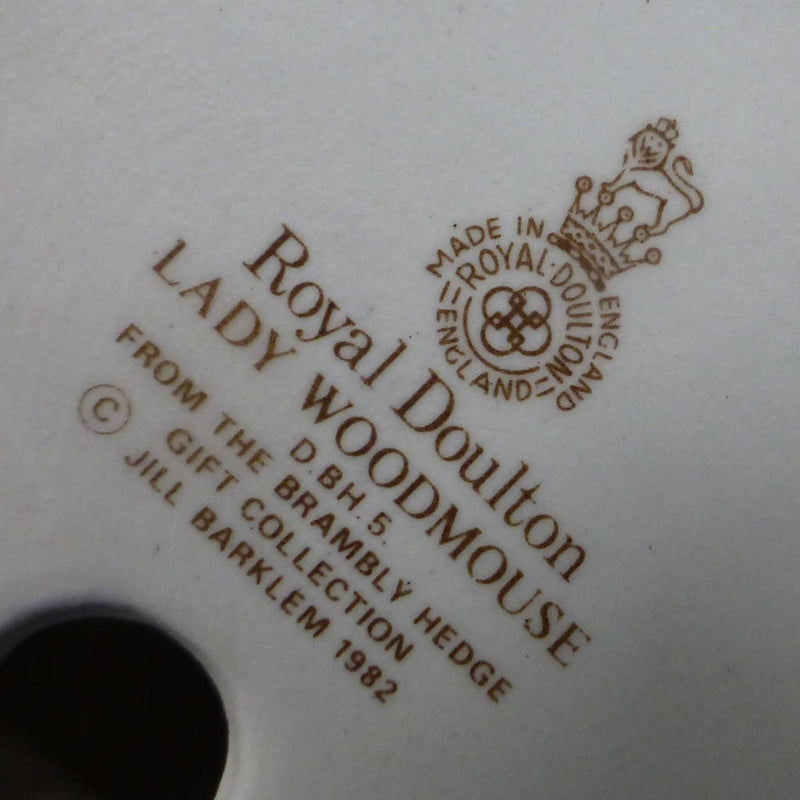 MADE IN ENGLAND
ROYAL·DOULTON
ENGLAND
Royal Doulton
LADY WOODMOUSE
D.BH.5
FROM THE BRAMBLY HEDGE
GIFT COLLECTION
© JILL BARKLEM 1982